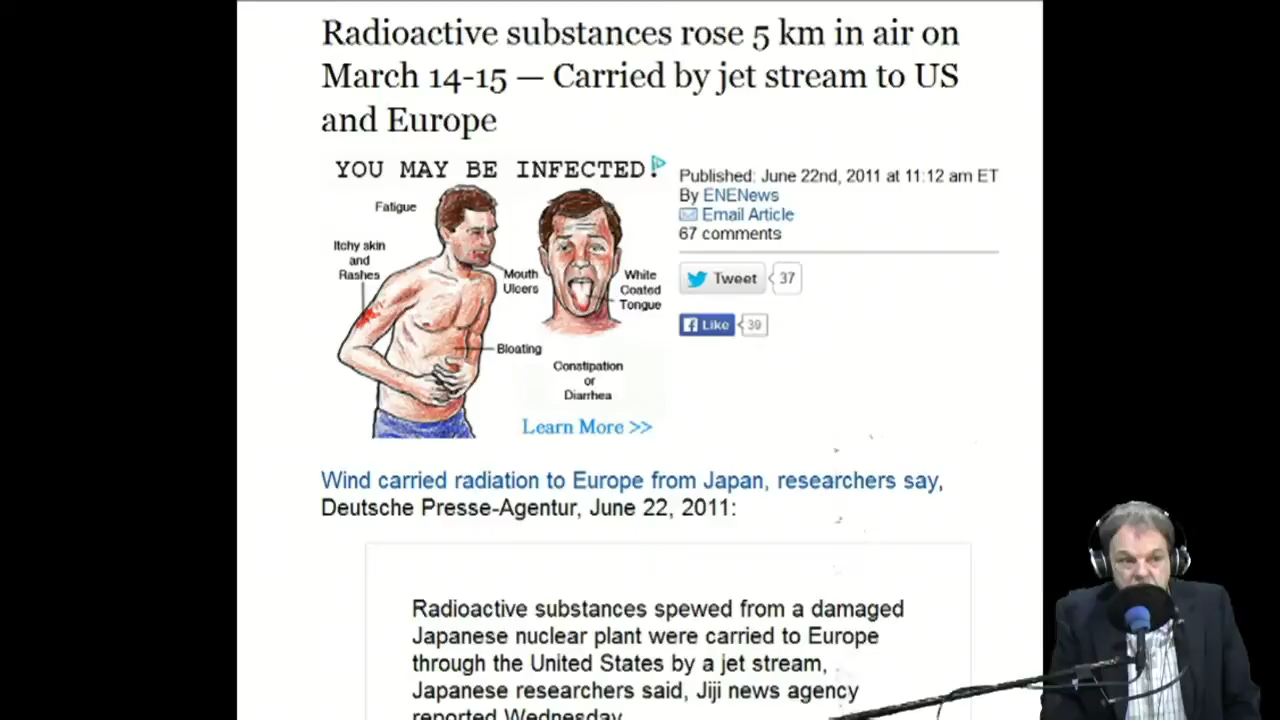 Radioactive substances rose 5 km in air on
March 14-15 — Carried by jet stream to US
and Europe
YOU MAY BE INFECTED!
Fatigue
Itchy skin
and
Rashes
Mouth
Ulcers
White
Coated
Tongue
Bloating
Constipation
or
Diarrhea
Learn More >>
Published: June 22nd, 2011 at 11:12 am ET
By ENENews
Email Article
67 comments
Tweet 37
Like 39
Wind carried radiation to Europe from Japan, researchers say,
Deutsche Presse-Agentur, June 22, 2011:
Radioactive substances spewed from a damaged
Japanese nuclear plant were carried to Europe
through the United States by a jet stream,
Japanese researchers said, Jiji news agency
reported Wednesday